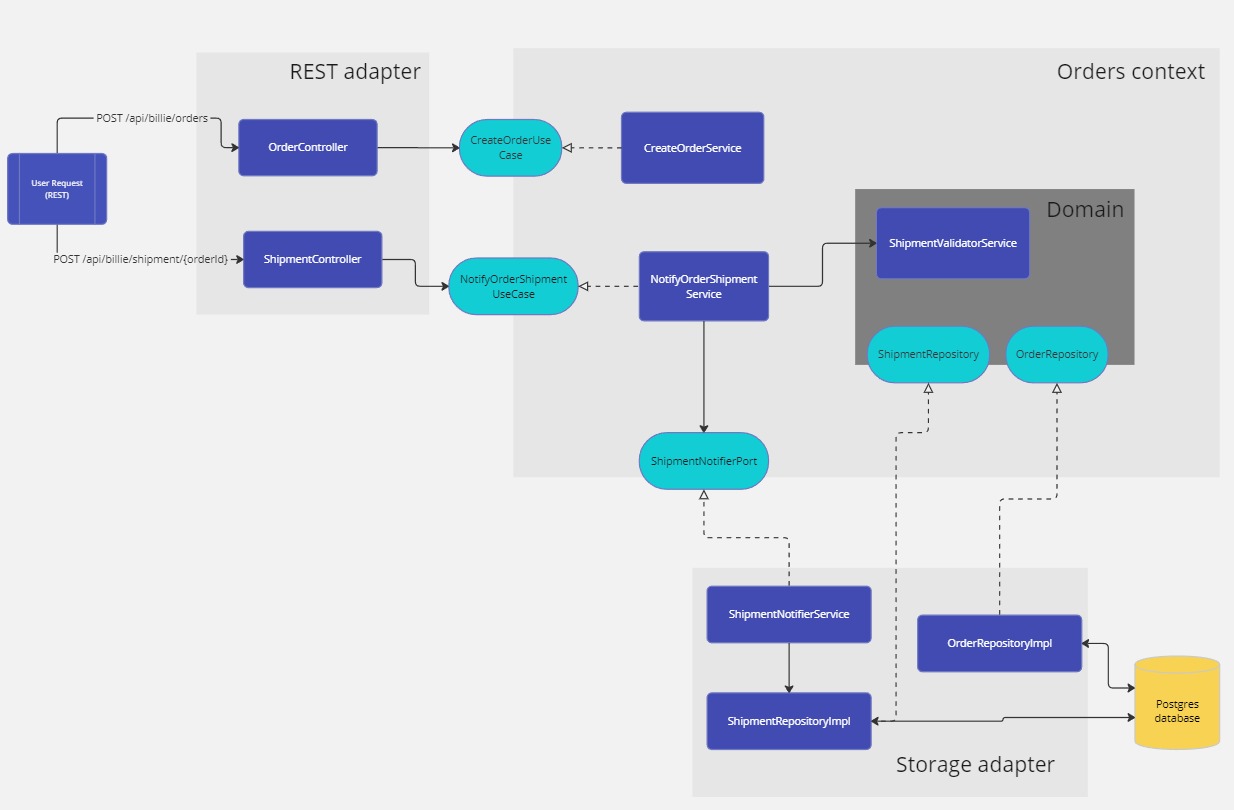 REST adapter
Orders context
POST /api/billie/orders
OrderController
CreateOrderUse
Case
CreateOrderService
User Request
(REST)
Domain
ShipmentValidatorService
POST /api/billie/shipment/{orderId}
ShipmentController
NotifyOrderShipment
UseCase
NotifyOrderShipment
Service
ShipmentRepository
OrderRepository
ShipmentNotifierPort
ShipmentNotifierService
OrderRepositoryImpl
ShipmentRepositoryImpl
Postgres
database
Storage adapter